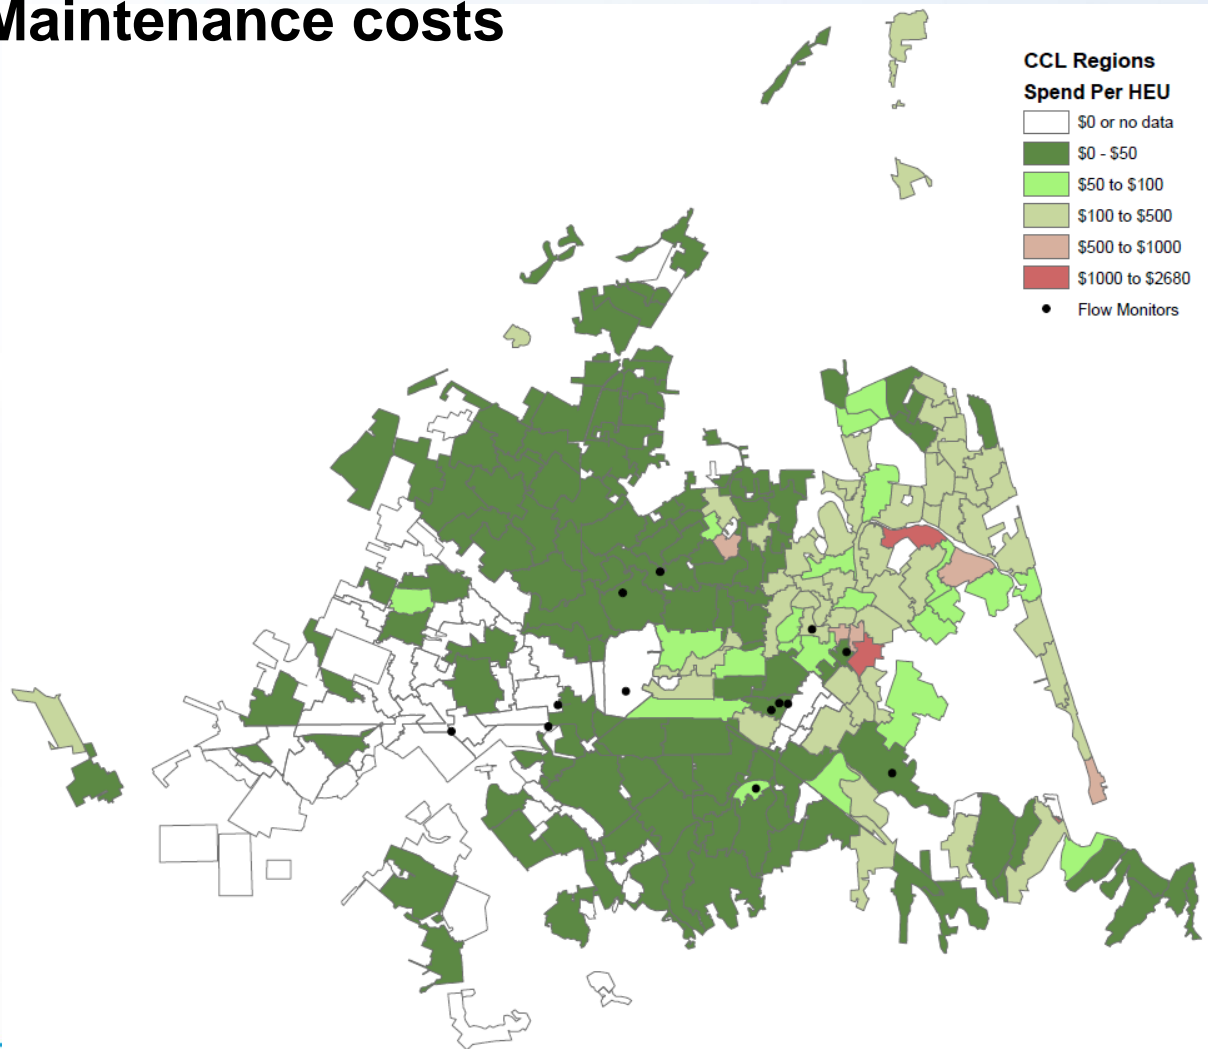 Maintenance costs
CCL Regions
Spend Per HEU
$0 or no data
$0 - $50
$50 to $100
$100 to $500
$500 to $1000
$1000 to $2680
Flow Monitors